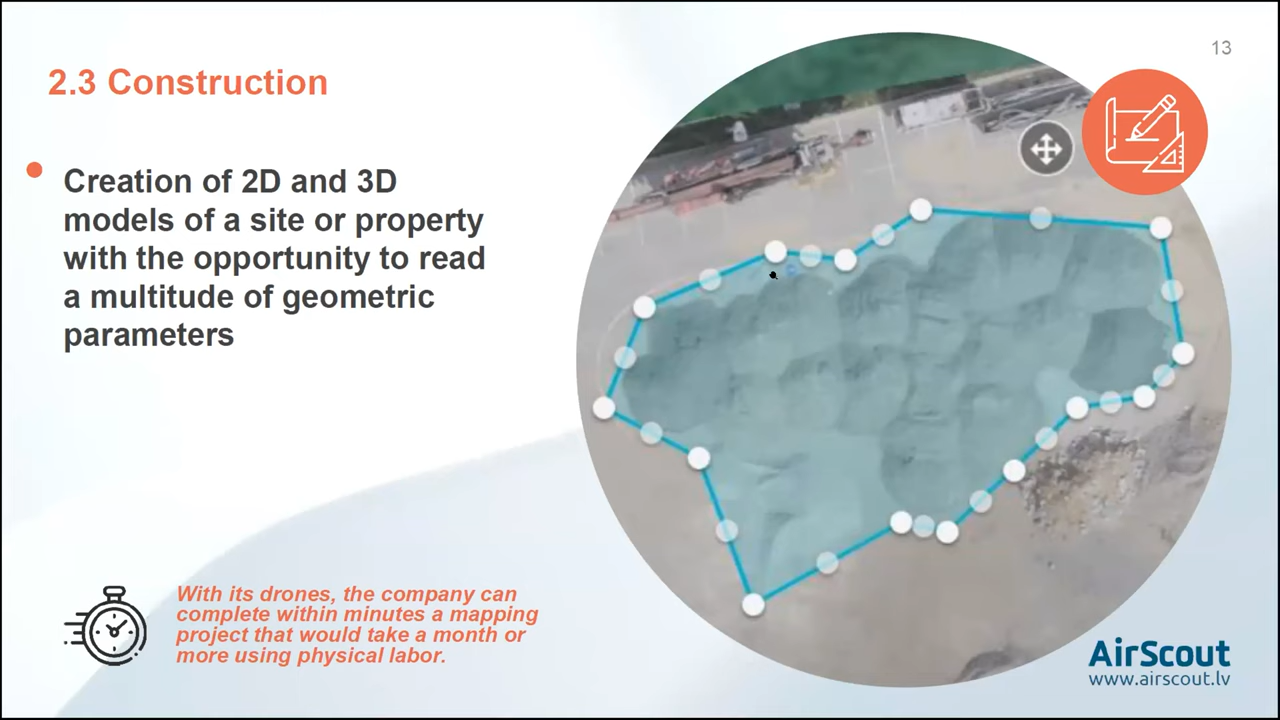 13
2.3 Construction
Creation of 2D and 3D
models of a site or property
with the opportunity to read
a multitude of geometric
parameters
With its drones, the company can
complete within minutes a mapping
project that would take a month or
more using physical labor.
AirScout
www.airscout.lv